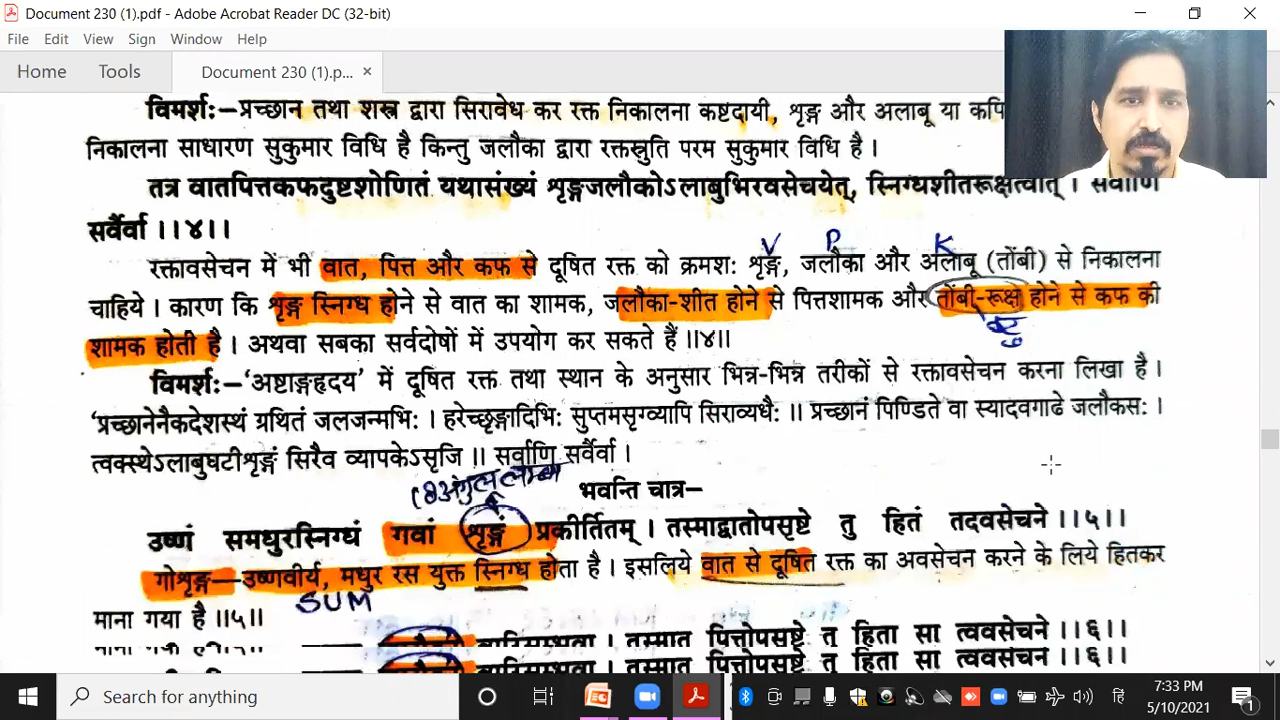 Document 230 (1).pdf - Adobe Acrobat Reader DC (32-bit)
File Edit View Sign Window Help
Home Tools Document 230 (1).p... ×
विमर्श:–प्रच्छान तथा शस्त्र द्वारा सिरावेध कर रक्त निकालना कष्टदायी, शृङ्ग और अलाबू या कपि
निकालना साधारण सुकुमार विधि है किन्तु जलौका द्वारा रक्तस्त्रुति परम सुकुमार विधि है ।
तत्र वातपित्तकफदुष्टशोणितं यथासंख्यं शृङ्गजलौकोऽलाबुभिरवसेचयेत्, स्निग्धशीतरूक्षत्वात् । सर्वाणि
सर्वैर्वा ।।४।।
V P K
रक्तावसेचन में भी वात, पित्त और कफ से दूषित रक्त को क्रमश: शृङ्ग, जलौका और अलाबू (तोंबी) से निकालना
चाहिये । कारण कि शृङ्ग स्निग्ध होने से वात का शामक, जलौका-शीत होने से पित्तशामक और तोंबी-रूक्ष होने से कफ की
शामक होती है । अथवा सबका सर्वदोषों में उपयोग कर सकते हैं ।।४।।
विमर्श:–'अष्टाङ्गहृदय' में दूषित रक्त तथा स्थान के अनुसार भिन्न-भिन्न तरीकों से रक्तावसेचन करना लिखा है ।
'प्रच्छानेनैकदेशस्थं ग्रथितं जलजन्मभि: । हरेच्छृङ्गादिभि: सुप्तमसृग्व्यापि सिराव्यधै: ।। प्रच्छानं पिण्डिते वा स्यादवगाढे जलौकस: ।
त्वक्स्थेऽलाबुघटीशृङ्गं सिरैव व्यापकेऽसृजि ।। सर्वाणि सर्वैर्वा ।
भवन्ति चात्र–
उष्णं समधुरस्निग्धं गवां शृङ्गं प्रकीर्तितम् । तस्माद्वातोपसृष्टे तु हितं तदवसेचने ।।५।।
गोशृङ्ग–उष्णवीर्य, मधुर रस युक्त स्निग्ध होता है । इसलिये वात से दूषित रक्त का अवसेचन करने के लिये हितकर
SUM
माना गया है ।।५।।
तस्मात् पित्तोपसृष्टे तु हिता सा त्ववसेचने ।।६।।
तस्मात् पित्तोपसृष्टे तु हिता सा त्ववसेचने ।।६।।
Search for anything
हि
7:33 PM
5/10/2021
1